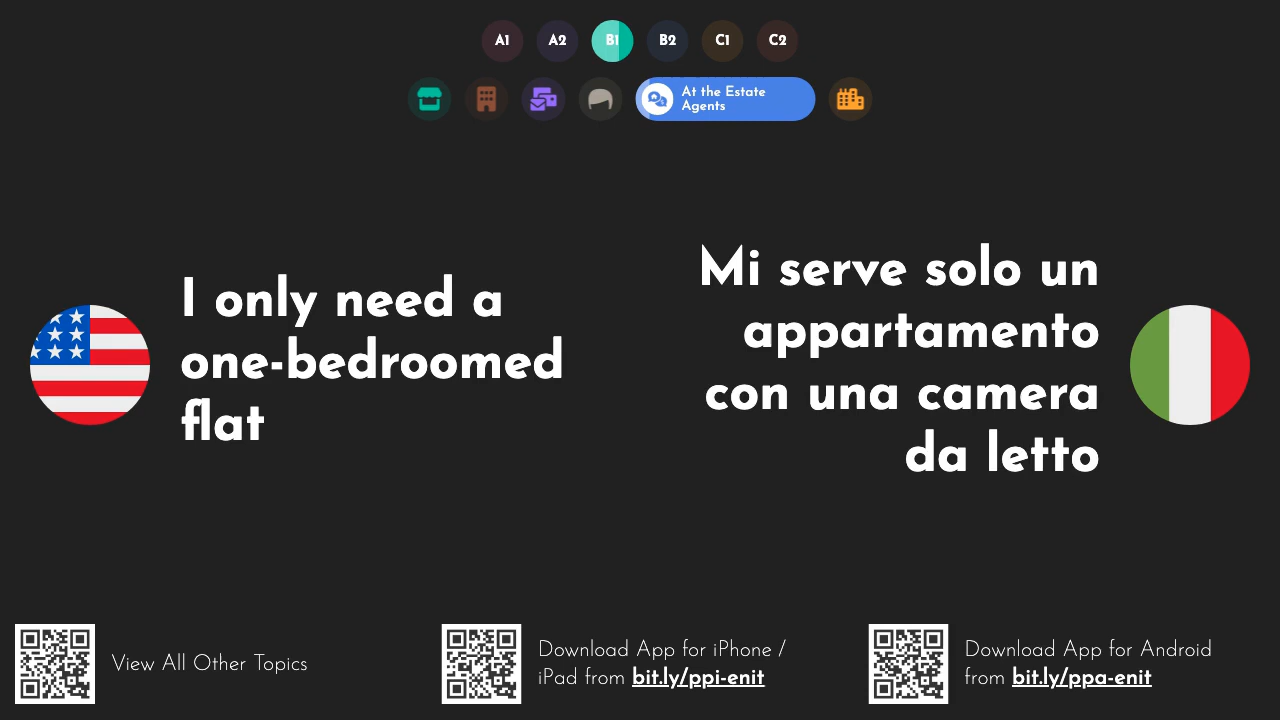 A1 A2 B1 B2 C1 C2
At the Estate
Agents
I only need a
one-bedroomed
flat
Mi serve solo un
appartamento
con una camera
da letto
View All Other Topics
Download App for iPhone /
iPad from bit.ly/ppi-enit
Download App for Android
from bit.ly/ppa-enit